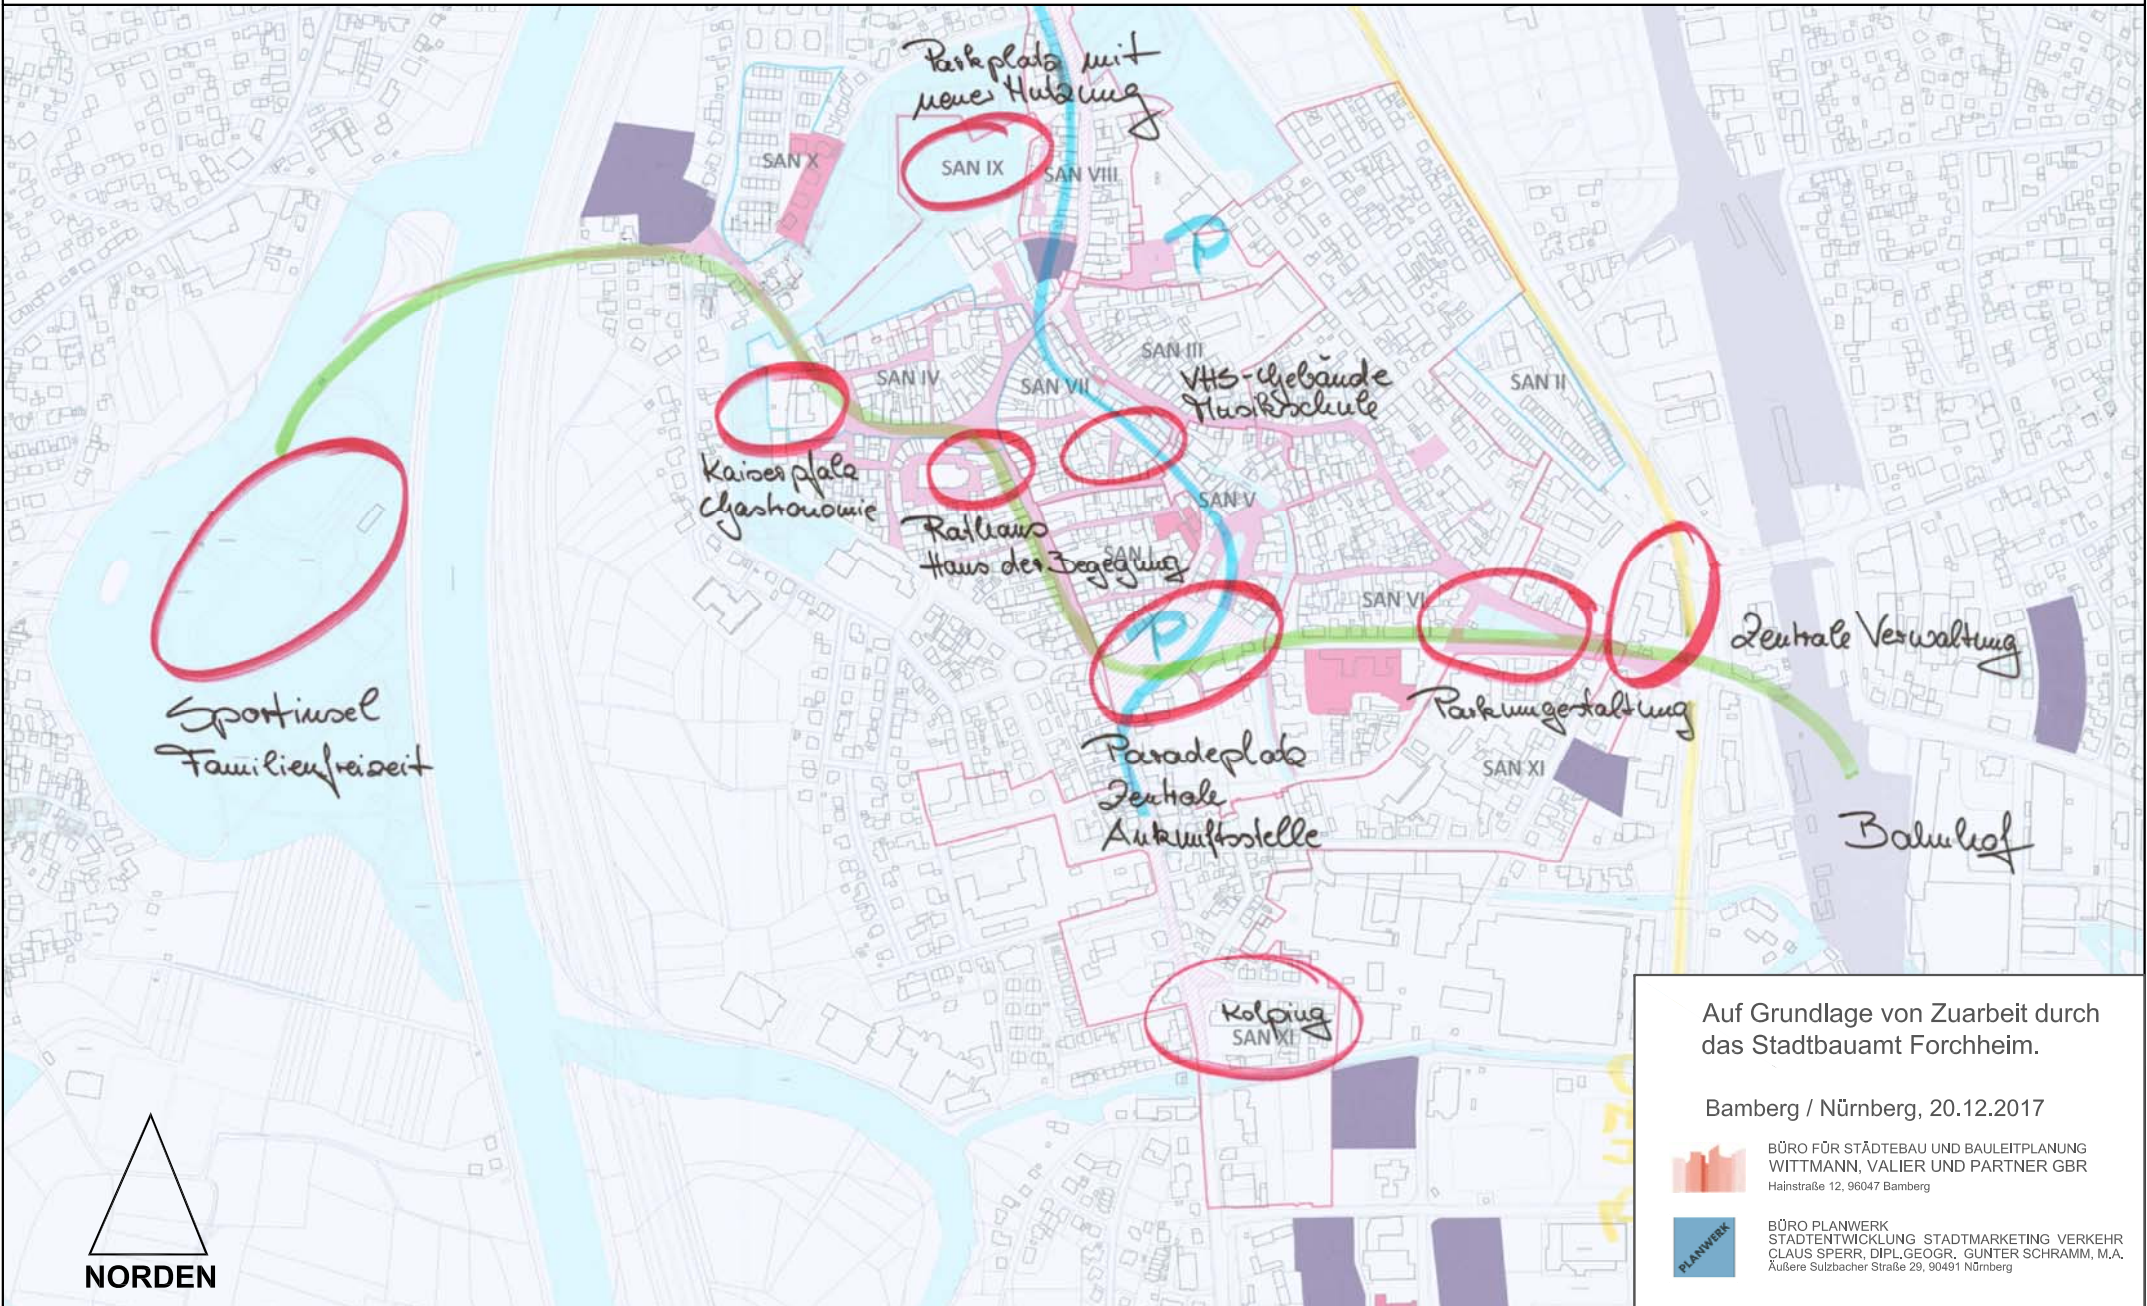 Parkplatz mit
neuer Nutzung
SAN X
SAN IX
SAN VIII
P
SAN III
SAN IV
SAN VII
VHS-Gebäude
Musikschule
SAN II
Kaiserpfalz
Gastronomie
SAN V
Rathaus
Haus der Begegnung
SAN I
P
SAN VI
Zentrale Verwaltung
Sportinsel
Familienfreizeit
Parkumgestaltung
Paradeplatz
Zentrale
Ankunftsstelle
SAN XI
Bahnhof
Kolping
SAN XI
NORDEN
Auf Grundlage von Zuarbeit durch
das Stadtbauamt Forchheim.
Bamberg / Nürnberg, 20.12.2017
BÜRO FÜR STÄDTEBAU UND BAULEITPLANUNG
WITTMANN, VALIER UND PARTNER GBR
Hainstraße 12, 96047 Bamberg
PLANWERK
BÜRO PLANWERK
STADTENTWICKLUNG STADTMARKETING VERKEHR
CLAUS SPERR, DIPL.GEOGR. GUNTER SCHRAMM, M.A.
Äußere Sulzbacher Straße 29, 90491 Nürnberg